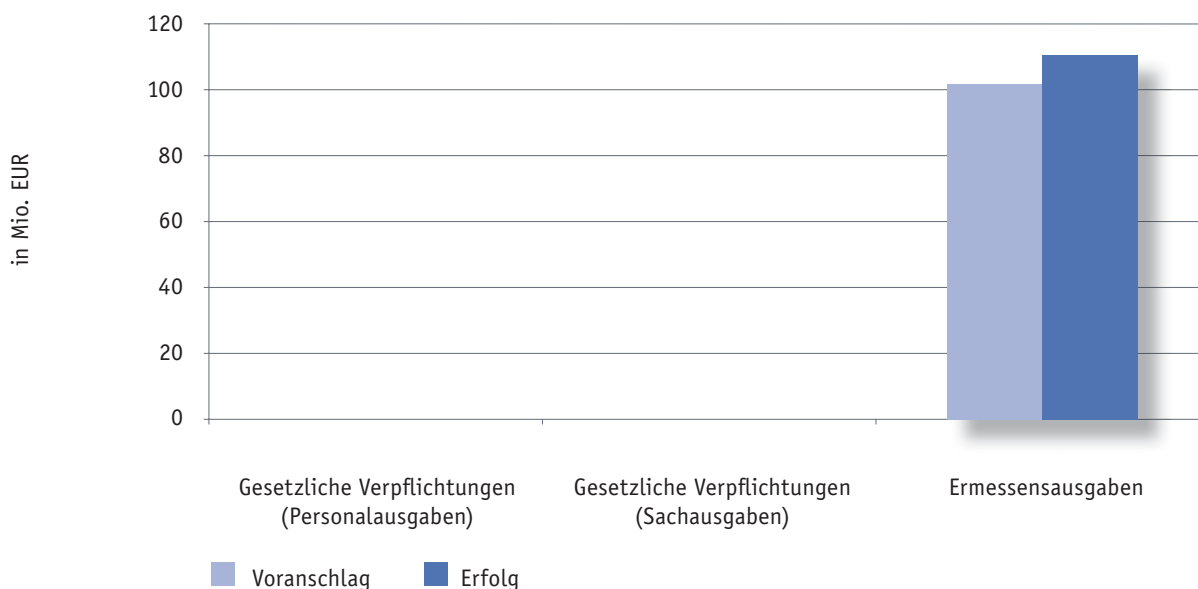 in Mio. EUR
120
100
80
60
40
20
0
Gesetzliche Verpflichtungen
(Personalausgaben)
Gesetzliche Verpflichtungen
(Sachausgaben)
Ermessensausgaben
Voranschlag
Erfolg